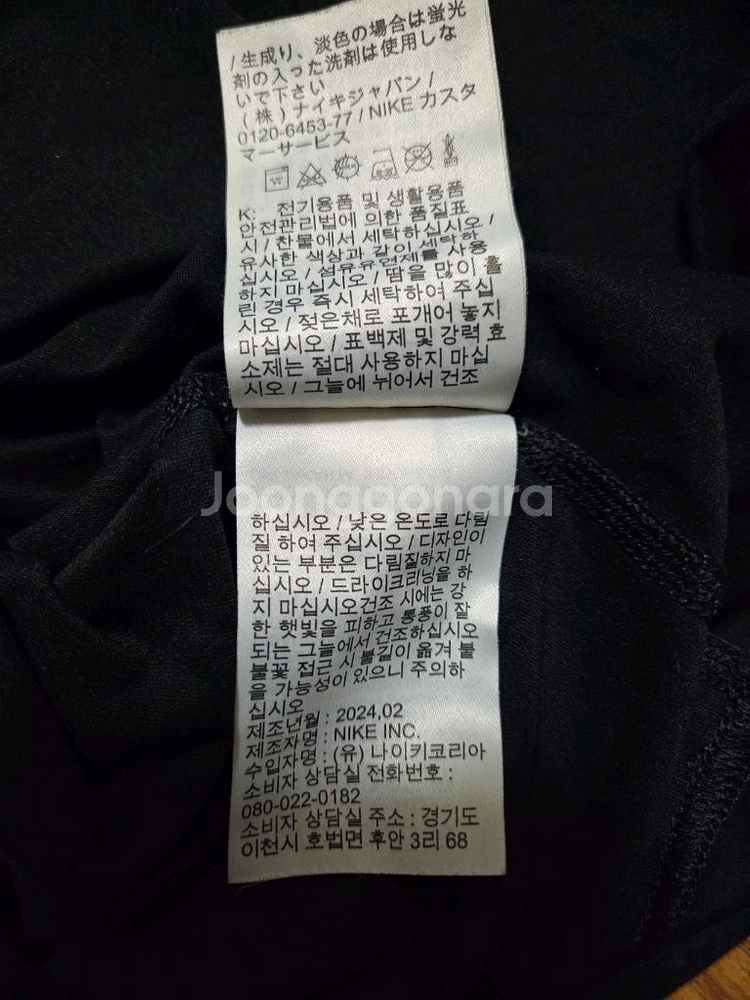 / 生成り、淡色の場合は蛍光
剤の入った洗剤は使用しな
いで下さい
(株) ナイキジャパン /
0120-6453-77 / NIKE カスタ
マーサービス
K: 전기용품 및 생활용품
안전관리법에 의한 품질표
시 / 찬물에서 세탁하십시오 /
유사한 색상과 같이 세탁하
십시오 / 섬유유연제를 사용
하지 마십시오 / 땀을 많이 흘
린 경우 즉시 세탁하여 주십
시오 / 젖은채로 포개어 놓지
마십시오 / 표백제 및 강력 효
소제는 절대 사용하지 마십
시오 / 그늘에 뉘어서 건조
Joonggonara
하십시오 / 낮은 온도로 다림
질 하여 주십시오 / 디자인이
있는 부분은 다림질하지 마
십시오 / 드라이크리닝을 하
지 마십시오건조 시에는 강
한 햇빛을 피하고 통풍이 잘
되는 그늘에서 건조하십시오
불꽃 접근 시 불길이 옮겨 붙
을 가능성이 있으니 주의하
십시오
제조년월 : 2024,02
제조자명 : NIKE INC.
수입자명 : (유) 나이키코리아
소비자 상담실 전화번호 :
080-022-0182
소비자 상담실 주소 : 경기도
이천시 호법면 후안 3리 68